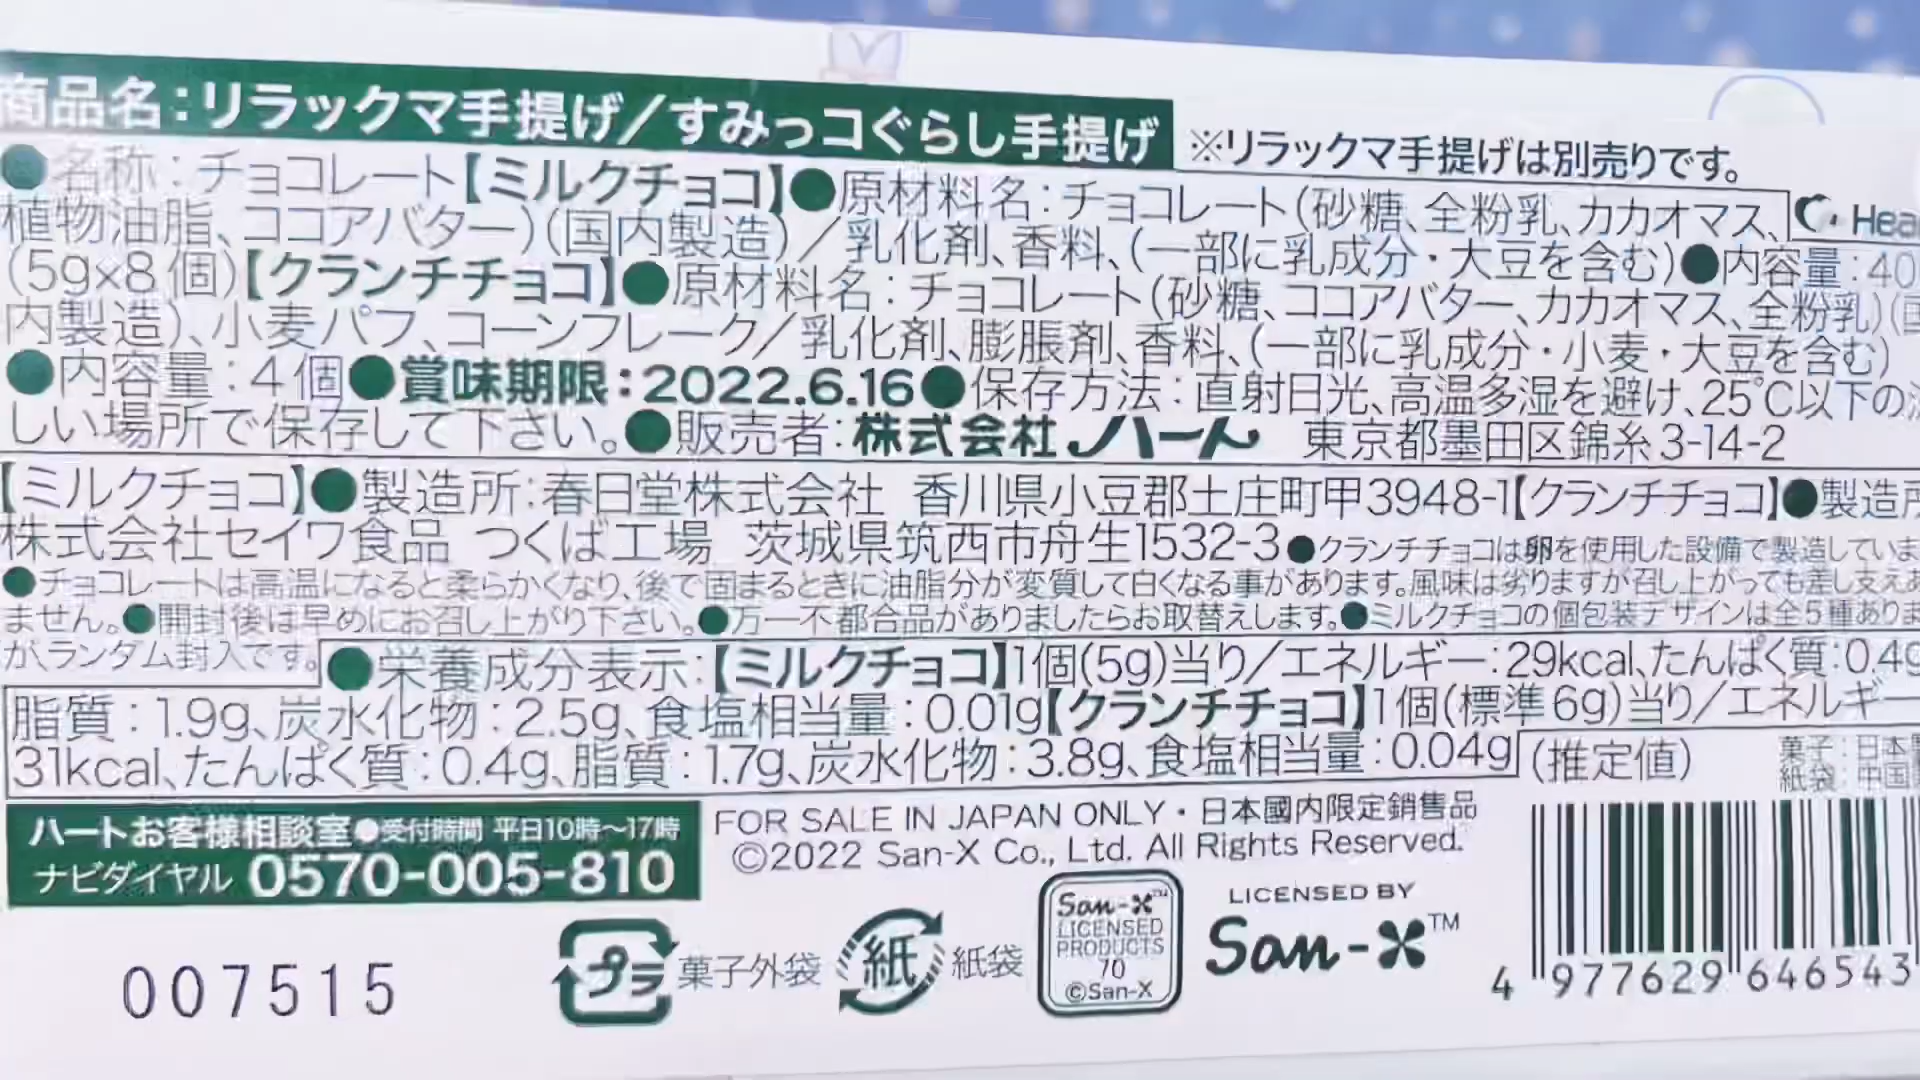 商品名：リラックマ手提げ／すみっコぐらし手提げ ※リラックマ手提げは別売りです。
●名称：チョコレート【ミルクチョコ】●原材料名：チョコレート（砂糖、全粉乳、カカオマス、
植物油脂、ココアバター）（国内製造）／乳化剤、香料、（一部に乳成分・大豆を含む）●内容量：40
（5g×8個）【クランチチョコ】●原材料名：チョコレート（砂糖、ココアバター、カカオマス、全粉乳）（国
内製造）、小麦パフ、コーンフレーク／乳化剤、膨脹剤、香料、（一部に乳成分・小麦・大豆を含む）
●内容量：4個●賞味期限：2022.6.16●保存方法：直射日光、高温多湿を避け、25℃以下の
しい場所で保存して下さい。●販売者：株式会社ハート 東京都墨田区錦糸3-14-2
Hea
【ミルクチョコ】●製造所：春日堂株式会社 香川県小豆郡土庄町甲3948-1【クランチチョコ】●製造所
株式会社セイワ食品 つくば工場 茨城県筑西市舟生1532-3●クランチチョコは卵を使用した設備で製造していま
●チョコレートは高温になると柔らかくなり、後で固まるときに油脂分が変質して白くなる事があります。風味は劣りますが召し上がっても差し支えあ
ません。●開封後は早めにお召し上がり下さい。●万一不都合品がありましたらお取替えします。●ミルクチョコの個包装デザインは全5種ありま
が、ランダム封入です。
●栄養成分表示：【ミルクチョコ】1個(5g)当り／エネルギー：29kcal、たんぱく質：0.4g
脂質：1.9g、炭水化物：2.5g、食塩相当量：0.01g【クランチチョコ】1個(標準6g)当り／エネルギー
31kcal、たんぱく質：0.4g、脂質：1.7g、炭水化物：3.8g、食塩相当量：0.04g（推定値）
菓子：日本
紙袋：中国
ハートお客様相談室●受付時間 平日10時〜17時
ナビダイヤル 0570-005-810
FOR SALE IN JAPAN ONLY・日本國内限定銷售品
©2022 San-X Co., Ltd. All Rights Reserved.
007515
プラ 菓子外袋
紙 紙袋
San-X™
LICENSED
PRODUCTS
70
©San-X
LICENSED BY
San-X™
4 977629 646543